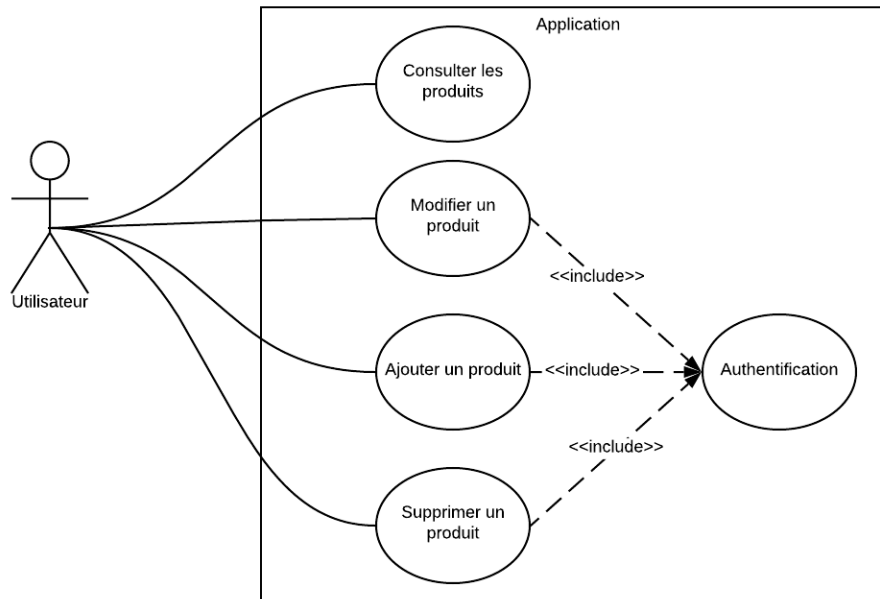 Application
Consulter les
produits
Modifier un
produit
<<include>>
Utilisateur
Ajouter un produit
<<include>>
Authentification
<<include>>
Supprimer un
produit